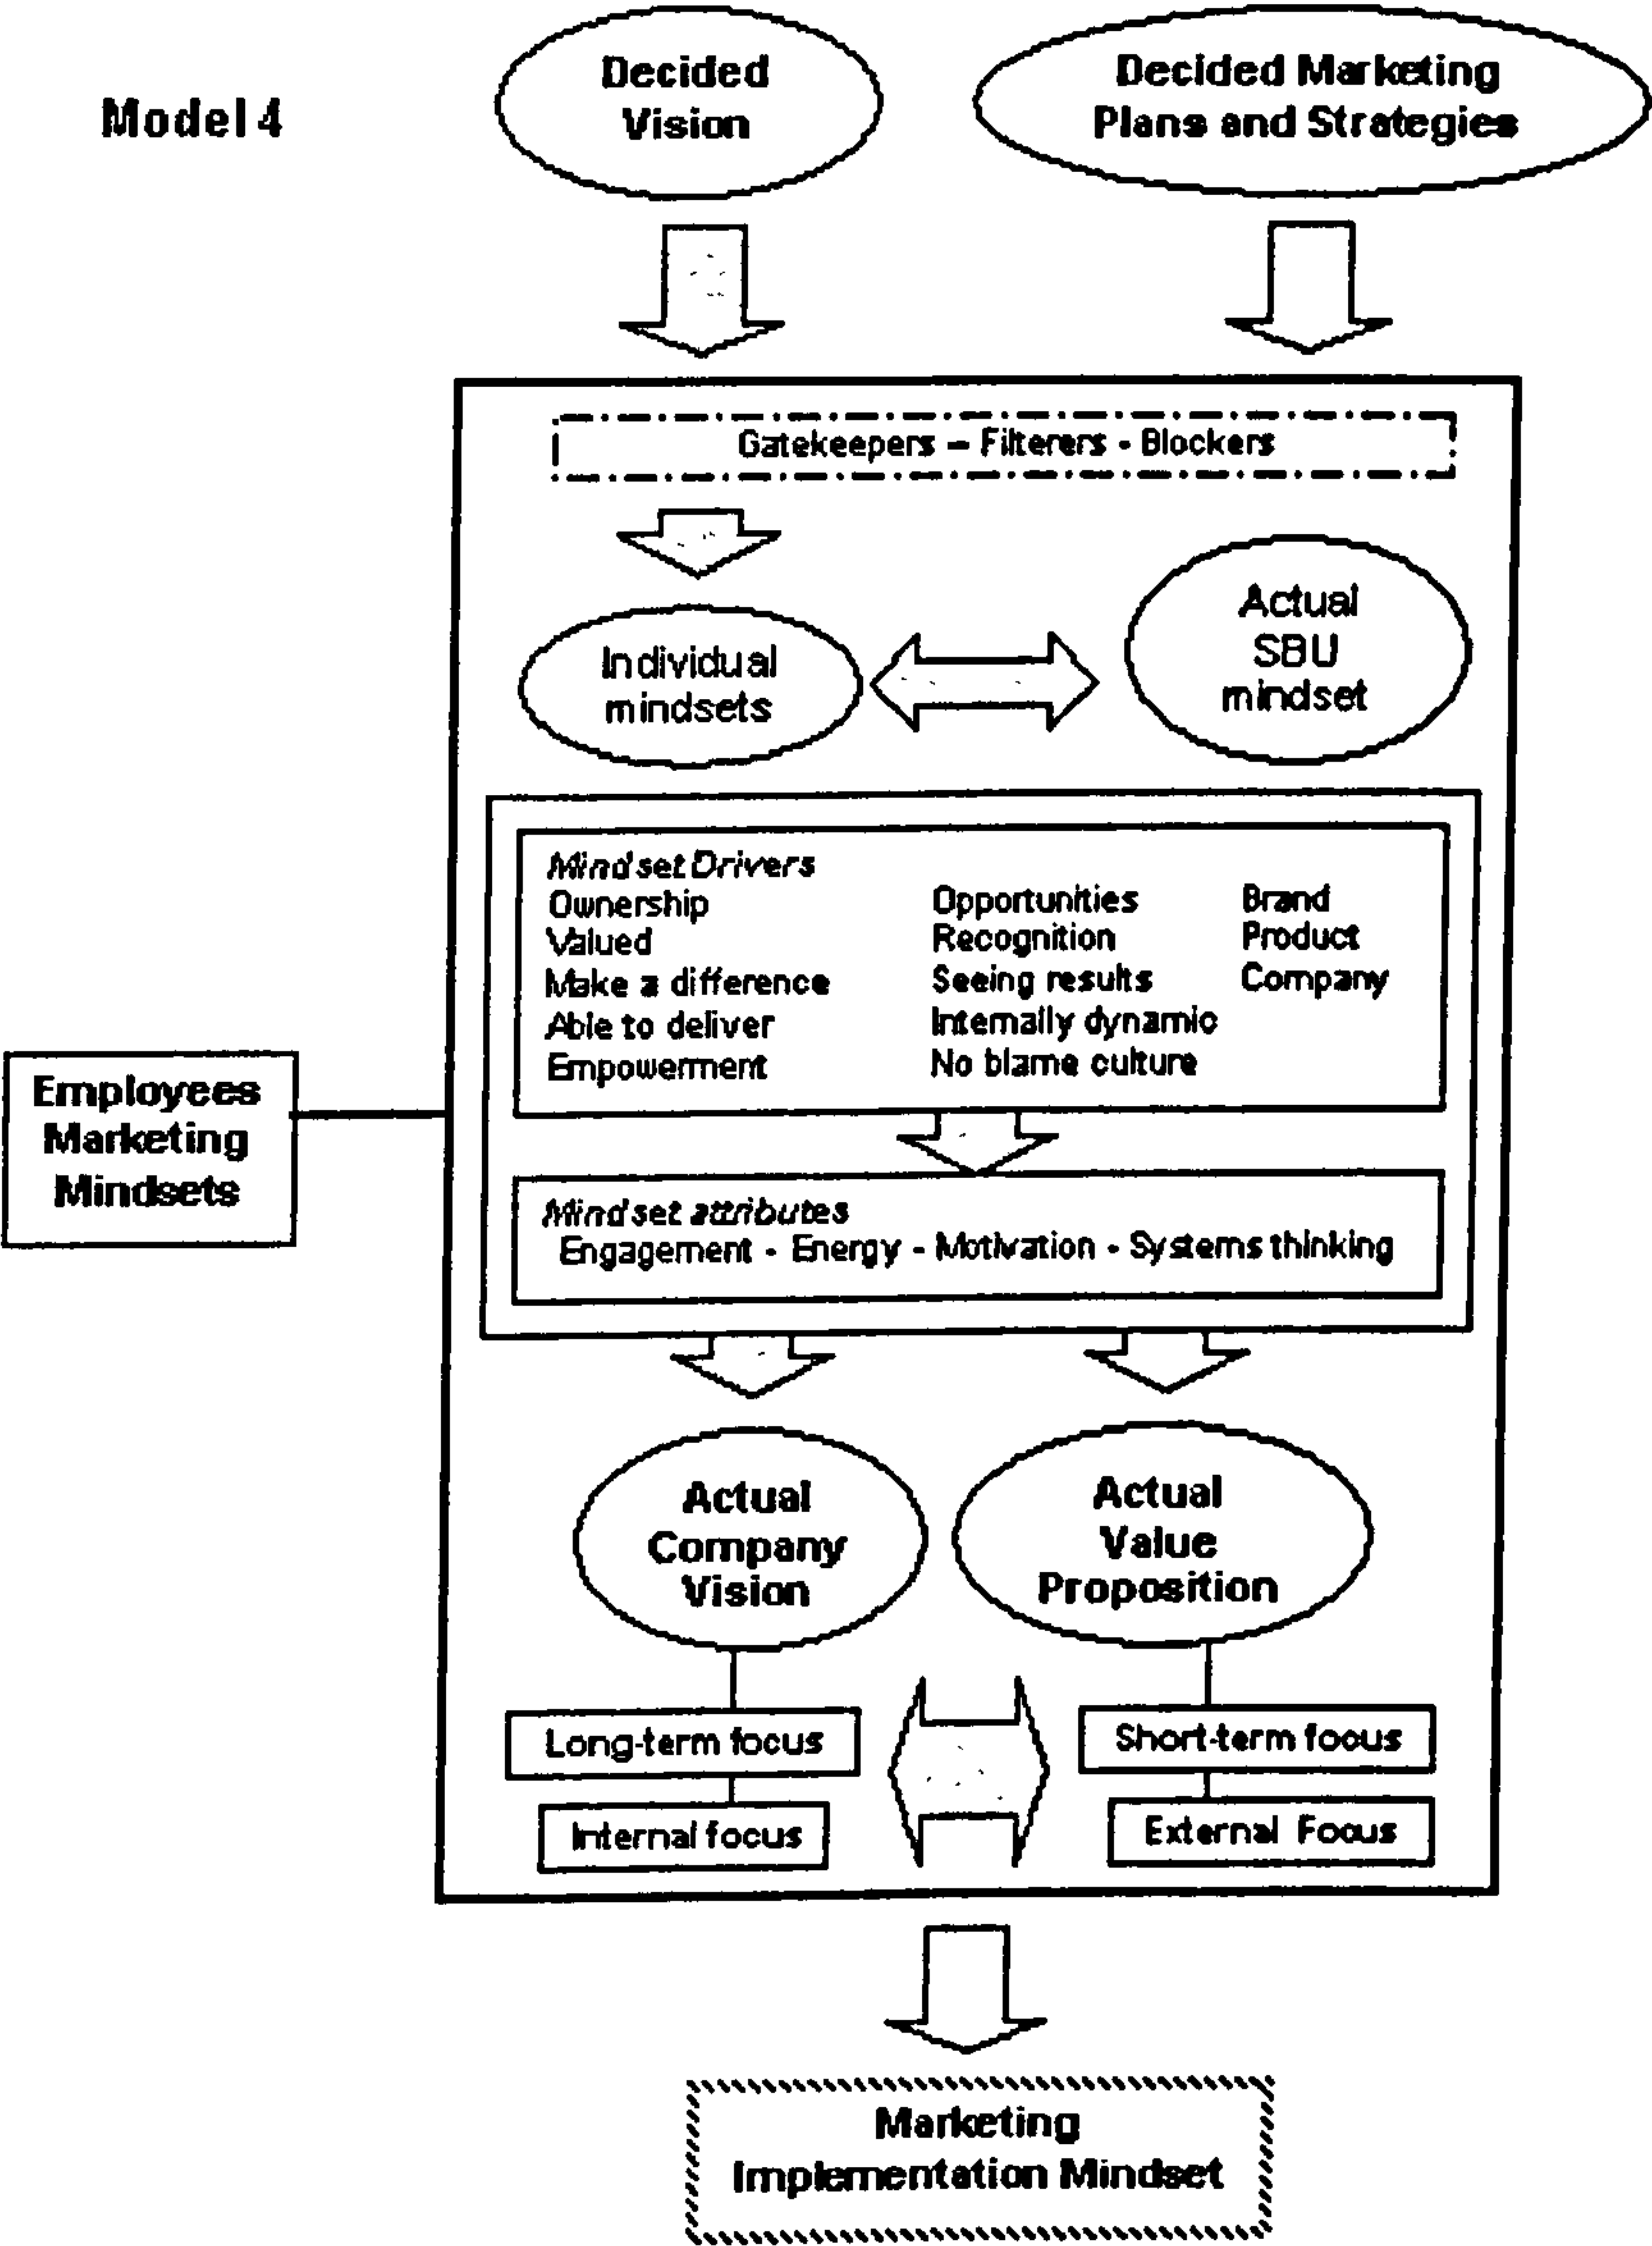 Model 4
Decided
Vision
Decided Marketing
Plans and Strategies
Gatekeepers – Filterers - Blockers
Individual
mindsets
Actual
SBU
mindset
Mindset Drivers
Ownership
Valued
Make a difference
Able to deliver
Empowerment
Opportunities
Recognition
Seeing results
Internally dynamic
No blame culture
Brand
Product
Company
Employees
Marketing
Mindsets
Mindset attributes
Engagement - Energy - Motivation - Systems thinking
Actual
Company
Vision
Actual
Value
Proposition
Long-term focus
Internal focus
Short-term focus
External Focus
Marketing
Implementation Mindset